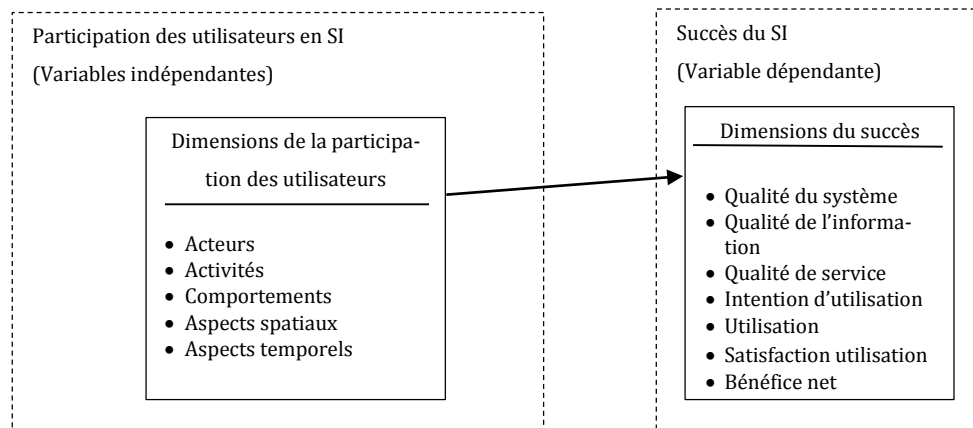 Participation des utilisateurs en SI
(Variables indépendantes)
Dimensions de la participa-
tion des utilisateurs
• Acteurs
• Activités
• Comportements
• Aspects spatiaux
• Aspects temporels
Succès du SI
(Variable dépendante)
Dimensions du succès
• Qualité du système
• Qualité de l’informa-
tion
• Qualité de service
• Intention d’utilisation
• Utilisation
• Satisfaction utilisation
• Bénéfice net